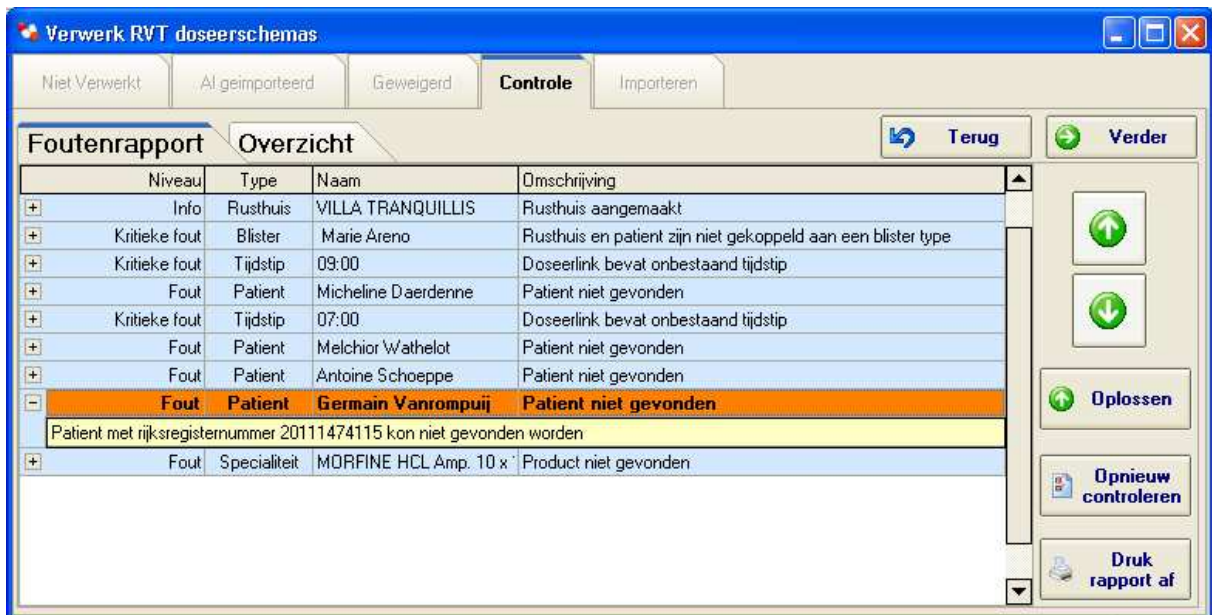 Verwerk RVT doseerschemas
Niet Verwerkt Al geimporteerd Geweigerd Controle Importeren
Foutenrapport Overzicht Terug Verder
Niveau Type Naam Omschrijving
Info Rusthuis VILLA TRANQUILLIS Rusthuis aangemaakt
Kritieke fout Blister Marie Areno Rusthuis en patient zijn niet gekoppeld aan een blister type
Kritieke fout Tijdstip 09:00 Doseerlink bevat onbestaand tijdstip
Fout Patient Micheline Daerdenne Patient niet gevonden
Kritieke fout Tijdstip 07:00 Doseerlink bevat onbestaand tijdstip
Fout Patient Melchior Wathelot Patient niet gevonden
Fout Patient Antoine Schoeppe Patient niet gevonden
Fout Patient Germain Vanrompuij Patient niet gevonden
Patient met rijksregisternummer 20111474115 kon niet gevonden worden
Fout Specialiteit MORFINE HCL Amp. 10 x Product niet gevonden
Oplossen
Opnieuw
controleren
Druk
rapport af